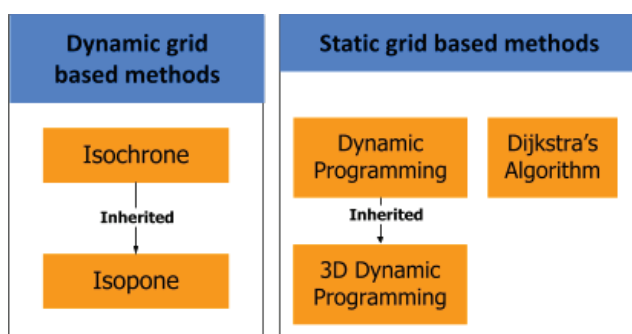 Dynamic grid
based methods
Isochrone
Inherited
Isopone
Static grid based methods
Dynamic
Programming
Dijkstra's
Algorithm
Inherited
3D Dynamic
Programming